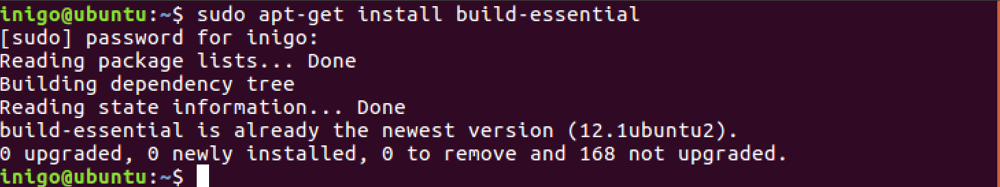 inigo@ubuntu:~$ sudo apt-get install build-essential
[sudo] password for inigo:
Reading package lists... Done
Building dependency tree
Reading state information... Done
build-essential is already the newest version (12.1ubuntu2).
0 upgraded, 0 newly installed, 0 to remove and 168 not upgraded.
inigo@ubuntu:~$